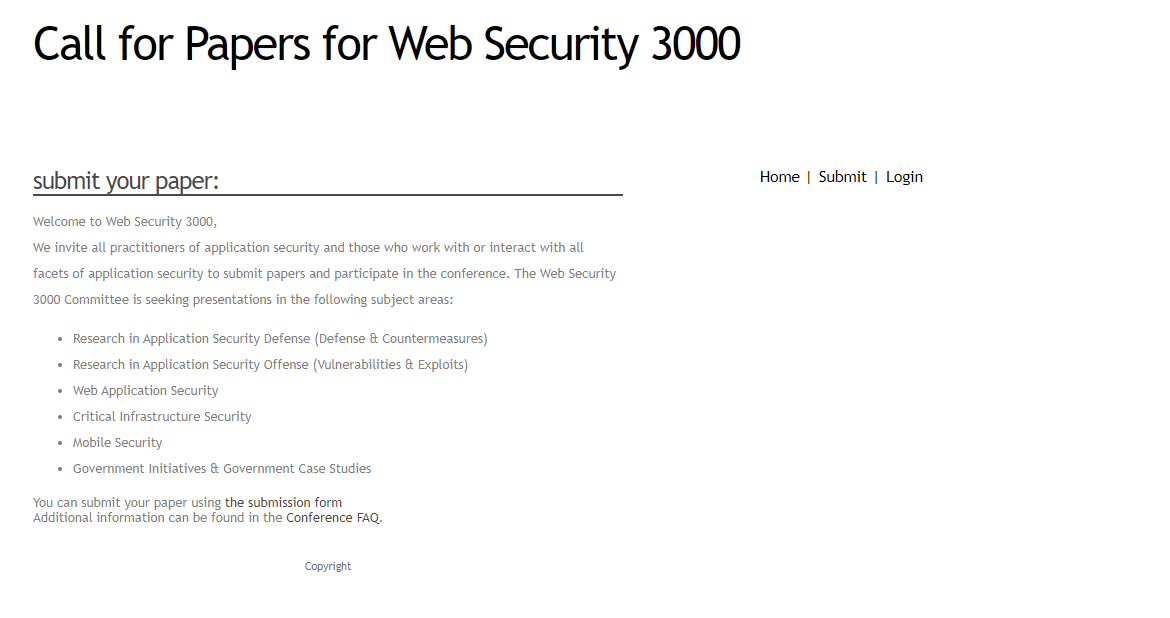 Call for Papers for Web Security 3000
submit your paper:
Home | Submit | Login
Welcome to Web Security 3000,
We invite all practitioners of application security and those who work with or interact with all
facets of application security to submit papers and participate in the conference. The Web Security
3000 Committee is seeking presentations in the following subject areas:
• Research in Application Security Defense (Defense & Countermeasures)
• Research in Application Security Offense (Vulnerabilities & Exploits)
• Web Application Security
• Critical Infrastructure Security
• Mobile Security
• Government Initiatives & Government Case Studies
You can submit your paper using the submission form
Additional information can be found in the Conference FAQ.
Copyright